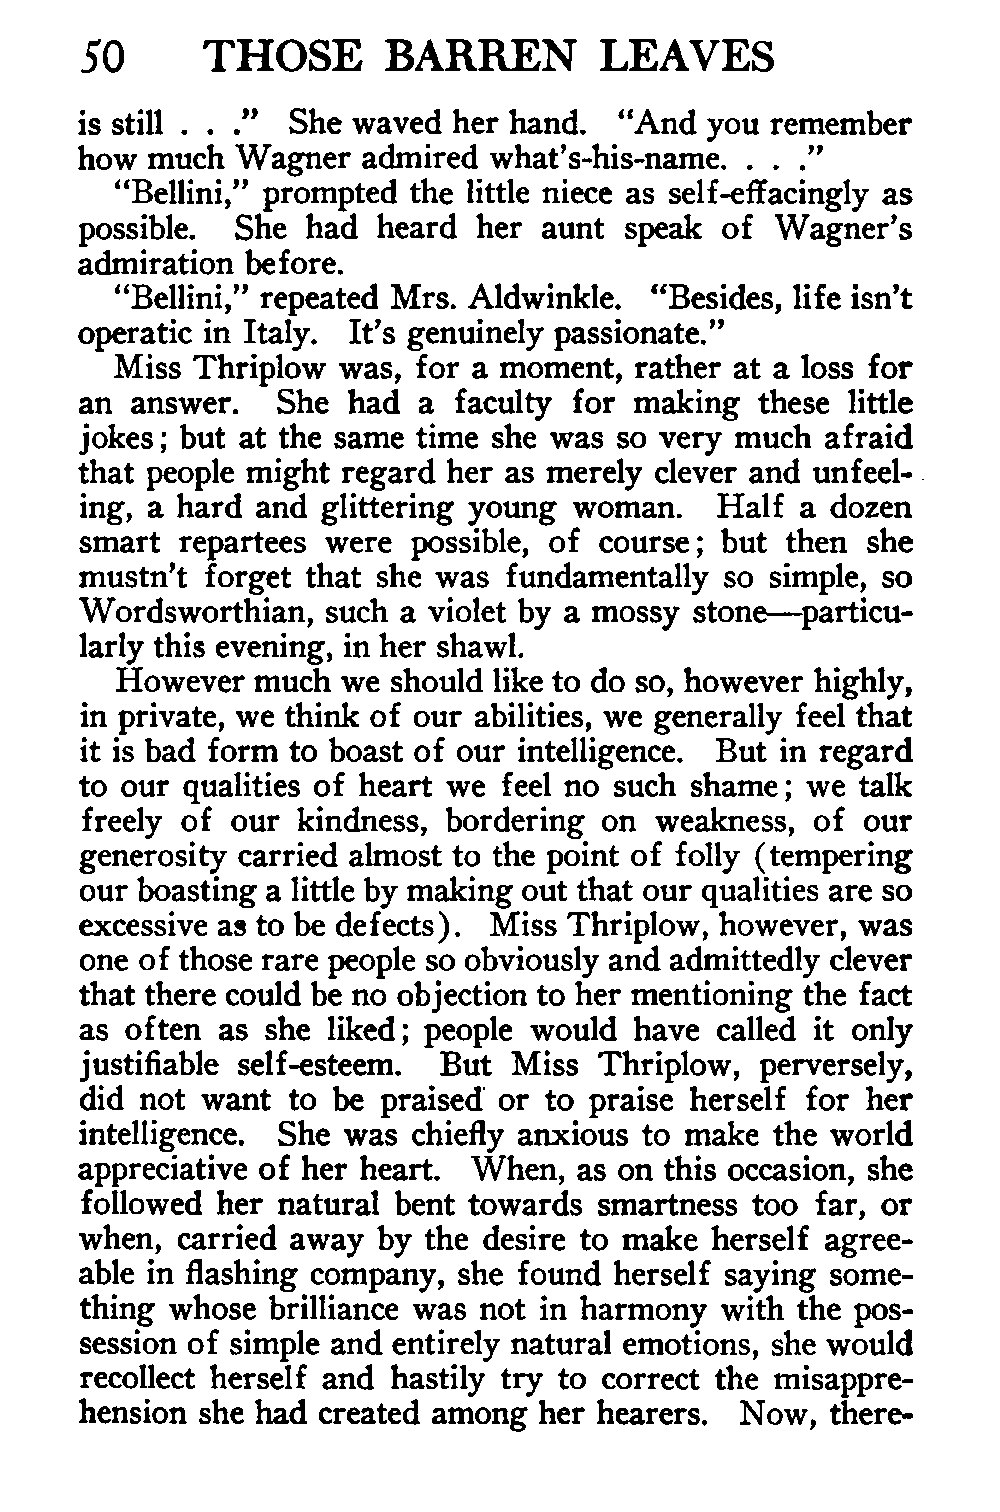 50 THOSE BARREN LEAVES
is still . . ." She waved her hand. "And you remember
how much Wagner admired what's-his-name. . . ."
"Bellini," prompted the little niece as self-effacingly as
possible. She had heard her aunt speak of Wagner's
admiration before.
"Bellini," repeated Mrs. Aldwinkle. "Besides, life isn't
operatic in Italy. It's genuinely passionate."
Miss Thriplow was, for a moment, rather at a loss for
an answer. She had a faculty for making these little
jokes; but at the same time she was so very much afraid
that people might regard her as merely clever and unfeel-
ing, a hard and glittering young woman. Half a dozen
smart repartees were possible, of course; but then she
mustn't forget that she was fundamentally so simple, so
Wordsworthian, such a violet by a mossy stone—particu-
larly this evening, in her shawl.
However much we should like to do so, however highly,
in private, we think of our abilities, we generally feel that
it is bad form to boast of our intelligence. But in regard
to our qualities of heart we feel no such shame; we talk
freely of our kindness, bordering on weakness, of our
generosity carried almost to the point of folly (tempering
our boasting a little by making out that our qualities are so
excessive as to be defects). Miss Thriplow, however, was
one of those rare people so obviously and admittedly clever
that there could be no objection to her mentioning the fact
as often as she liked; people would have called it only
justifiable self-esteem. But Miss Thriplow, perversely,
did not want to be praised or to praise herself for her
intelligence. She was chiefly anxious to make the world
appreciative of her heart. When, as on this occasion, she
followed her natural bent towards smartness too far, or
when, carried away by the desire to make herself agree-
able in flashing company, she found herself saying some-
thing whose brilliance was not in harmony with the pos-
session of simple and entirely natural emotions, she would
recollect herself and hastily try to correct the misappre-
hension she had created among her hearers. Now, there-